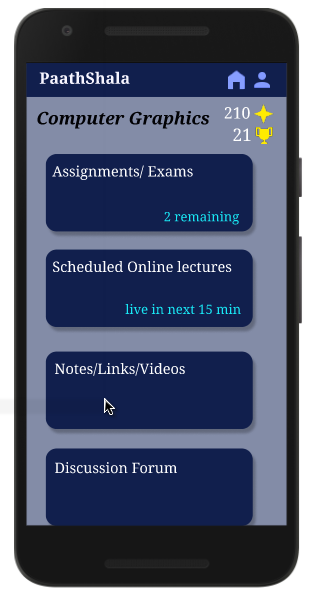 PaathShala
Computer Graphics
210
21
Assignments/ Exams
2 remaining
Scheduled Online lectures
live in next 15 min
Notes/Links/Videos
Discussion Forum